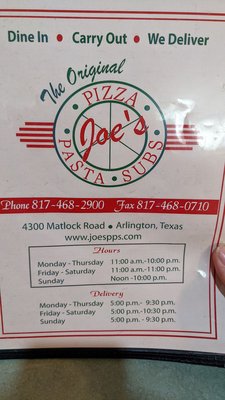 Dine In • Carry Out • We Deliver
The Original
PIZZA
Joe's
PASTA • SUBS
Phone 817-468-2900 Fax 817-468-0710
4300 Matlock Road • Arlington, Texas
www.joespps.com
Hours
Monday - Thursday 11:00 a.m.-10:00 p.m.
Friday - Saturday 11:00 a.m.-11:00 p.m.
Sunday Noon -10:00 p.m.
Delivery
Monday - Thursday 5:00 p.m.- 9:30 p.m.
Friday - Saturday 5:00 p.m.-10:30 p.m.
Sunday 5:00 p.m. - 9:30 p.m.